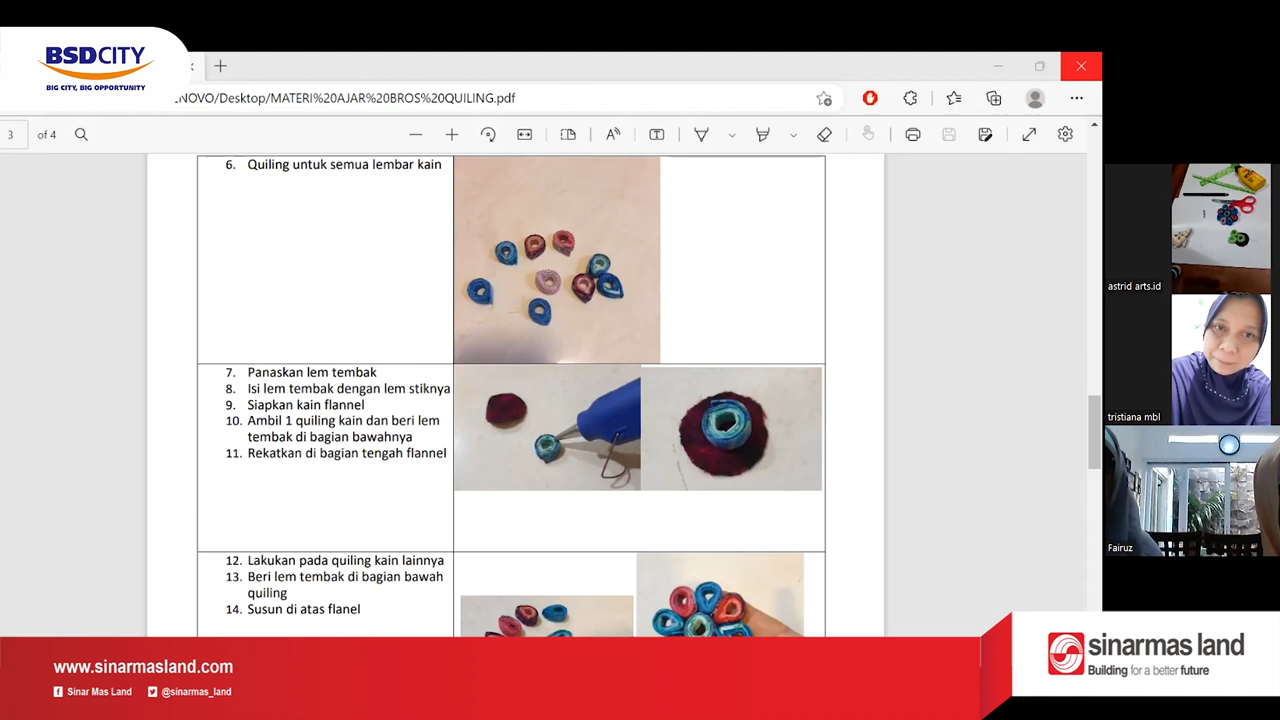 BSDCITY
BIG CITY, BIG OPPORTUNITY
NOVO/Desktop/MATERI%20AJAR%20BROS%20QUILING.pdf
3 of 4
6. Quiling untuk semua lembar kain
7. Panaskan lem tembak
8. Isi lem tembak dengan lem stiknya
9. Siapkan kain flannel
10. Ambil 1 quiling kain dan beri lem
tembak di bagian bawahnya
11. Rekatkan di bagian tengah flannel
12. Lakukan pada quiling kain lainnya
13. Beri lem tembak di bagian bawah
quiling
14. Susun di atas flanel
astrid arts.id
tristiana mbl
Fairuz
www.sinarmasland.com
Sinar Mas Land
@sinarmas_land
sinarmas land
Building for a better future